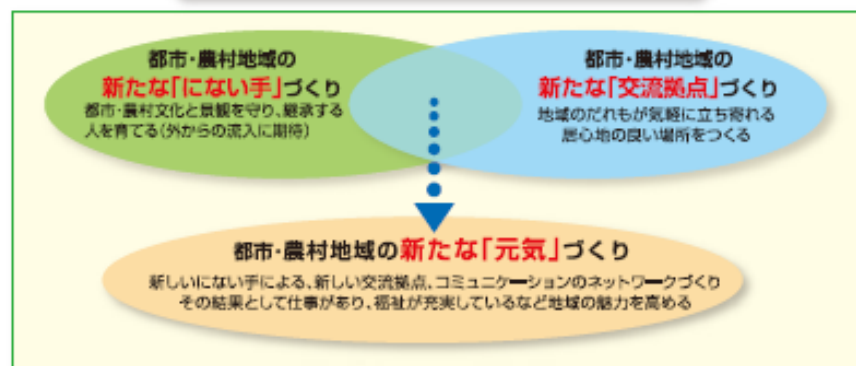 都市・農村地域の
新たな「にない手」づくり
都市・農村文化と景観を守り、継承する
人を育てる(外からの流入に期待)
都市・農村地域の
新たな「交流拠点」づくり
地域のだれもが気軽に立ち寄れる
居心地の良い場所をつくる
都市・農村地域の新たな「元気」づくり
新しいにない手による、新しい交流拠点、コミュニケーションのネットワークづくり
その結果として仕事があり、福祉が充実しているなど地域の魅力を高める